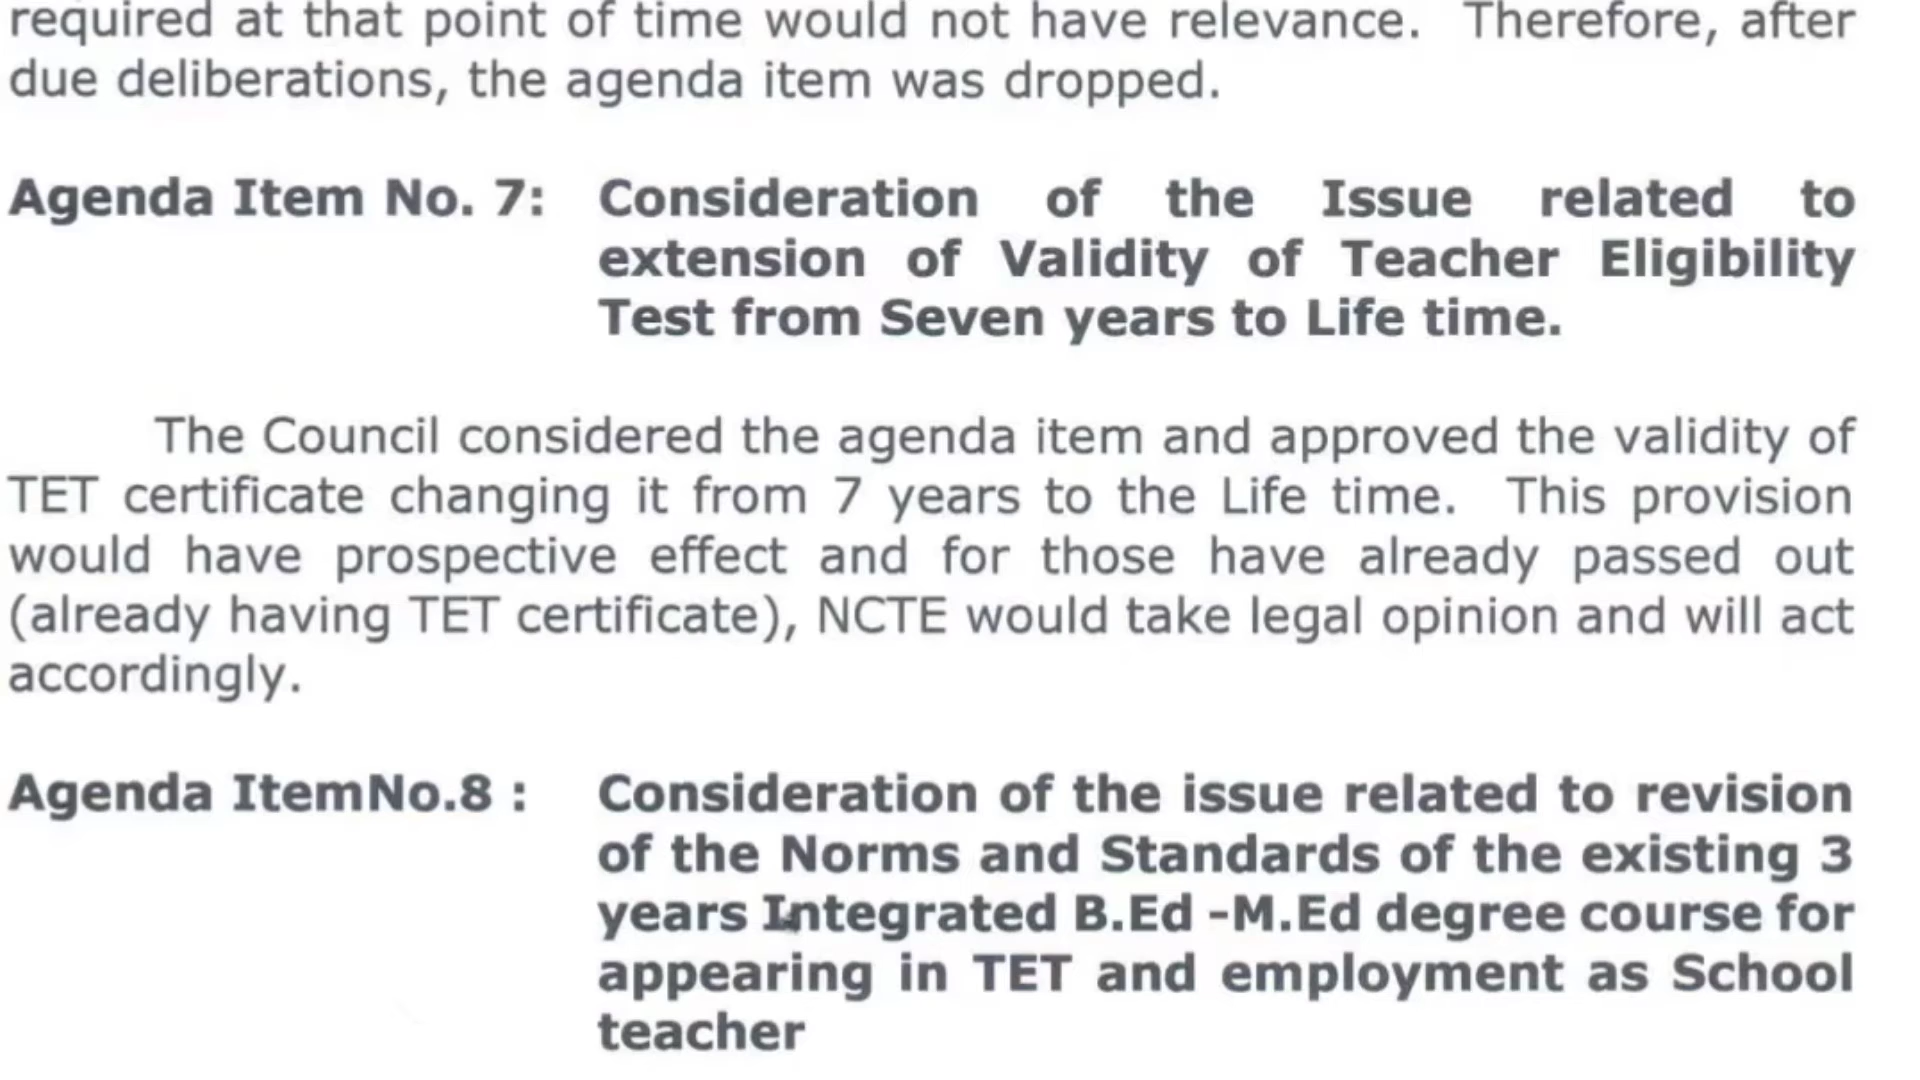 required at that point of time would not have relevance. Therefore, after
due deliberations, the agenda item was dropped.
Agenda Item No. 7: Consideration of the Issue related to
extension of Validity of Teacher Eligibility
Test from Seven years to Life time.
The Council considered the agenda item and approved the validity of
TET certificate changing it from 7 years to the Life time. This provision
would have prospective effect and for those have already passed out
(already having TET certificate), NCTE would take legal opinion and will act
accordingly.
Agenda ItemNo.8 : Consideration of the issue related to revision
of the Norms and Standards of the existing 3
years Integrated B.Ed -M.Ed degree course for
appearing in TET and employment as School
teacher